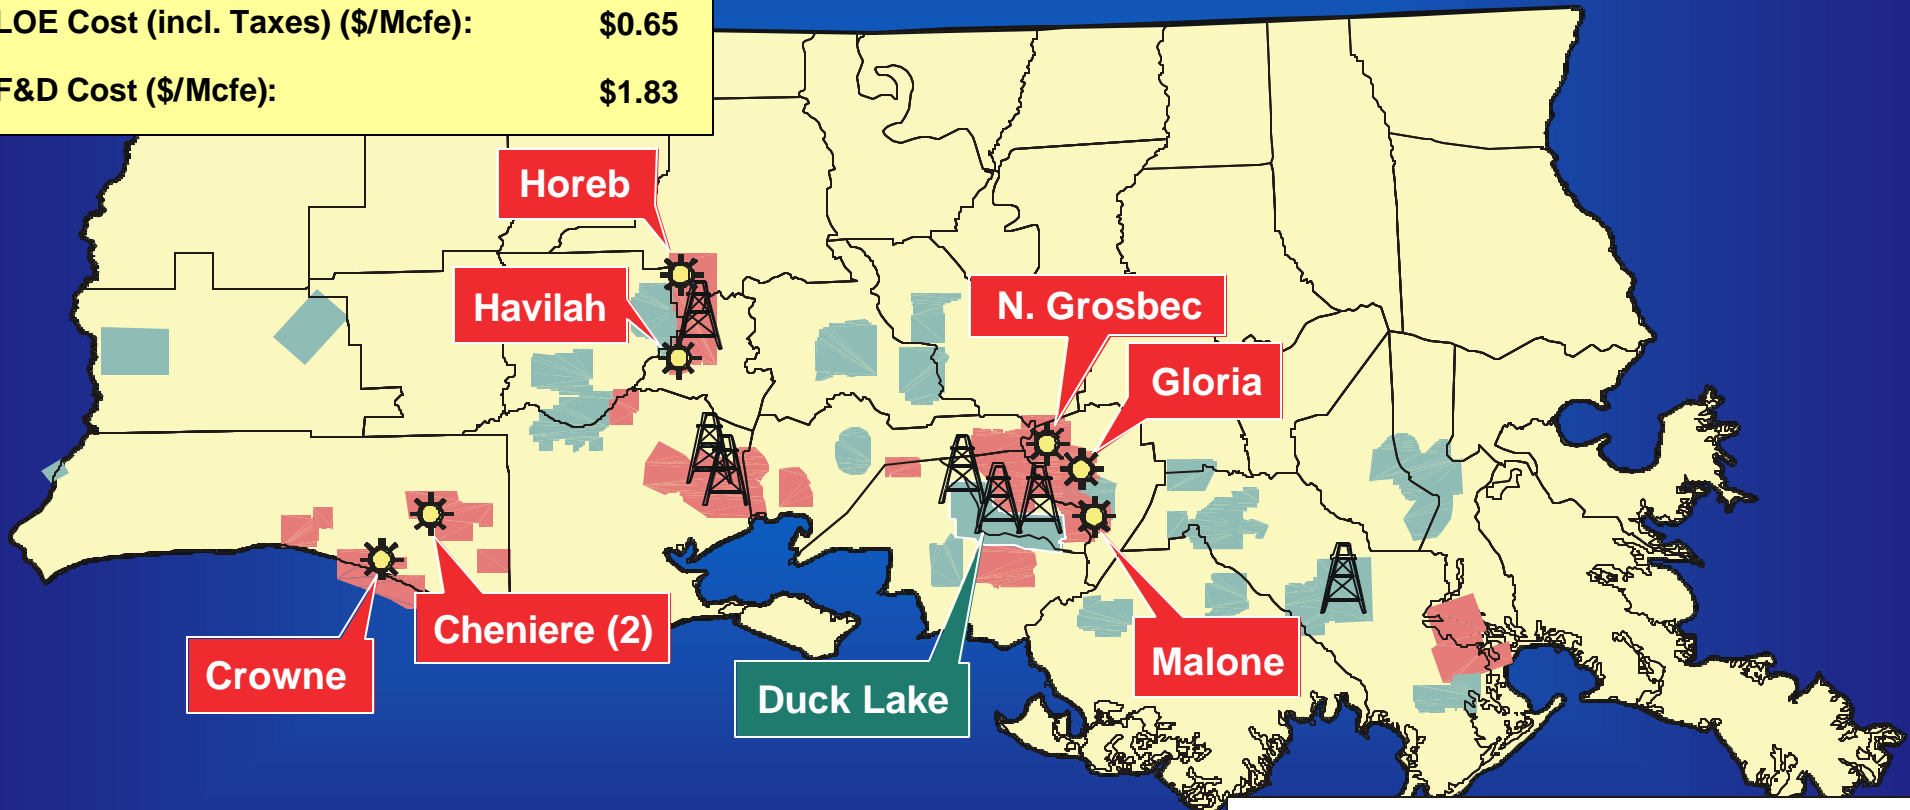 LOE Cost (incl. Taxes) ($/Mcfe): $0.65
F&D Cost ($/Mcfe): $1.83
Horeb
Havilah
N. Grosbec
Gloria
Cheniere (2)
Crowne
Duck Lake
Malone